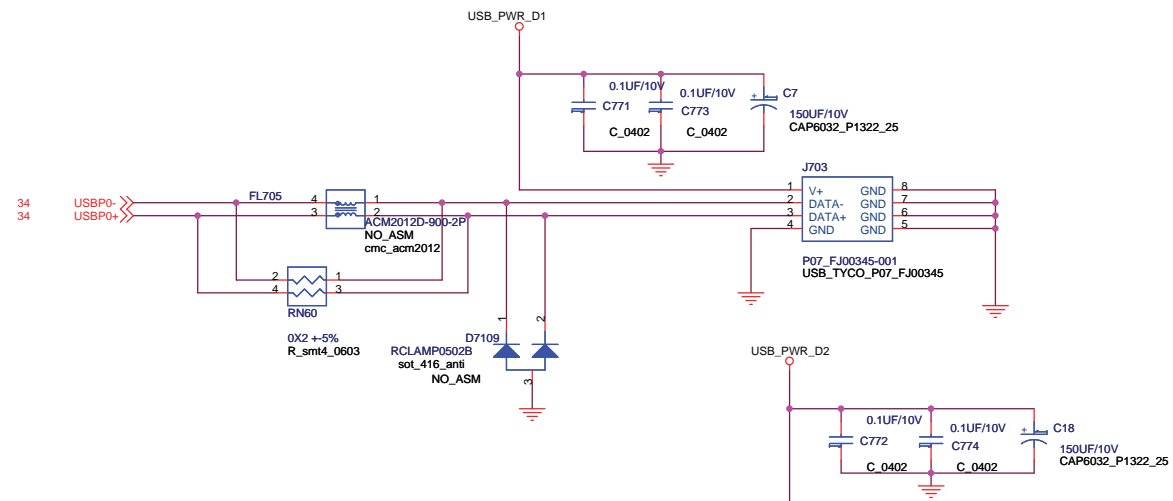 USB_PWR_D1
0.1UF/10V
0.1UF/10V
C7
C771
C773
150UF/10V
CAP6032_P1322_25
C_0402
C_0402
J703
1
V+
GND
8
34
USBP0-
FL705
4
1
2
DATA-
GND
7
34
USBP0+
3
2
3
DATA+
GND
6
ACM2012D-900-2P
4
GND
GND
5
NO_ASM
cmc_acm2012
P07_FJ00345-001
USB_TYCO_P07_FJ00345
2
1
4
3
RN60
0X2 +-5%
R_smt4_0603
1
2
D7109
RCLAMP0502B
sot_416_anti
NO_ASM
3
USB_PWR_D2
0.1UF/10V
0.1UF/10V
C18
C772
C774
150UF/10V
CAP6032_P1322_25
C_0402
C_0402